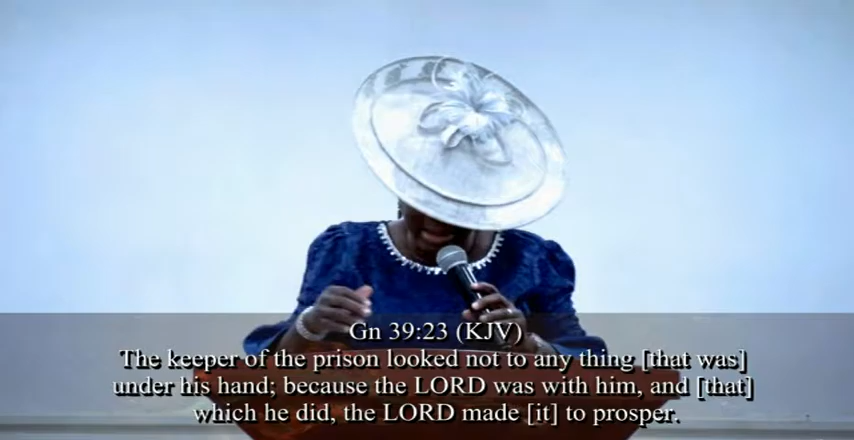 Gn 39:23 (KJV)
The keeper of the prison looked not to any thing [that was]
under his hand; because the LORD was with him, and [that]
which he did, the LORD made [it] to prosper.